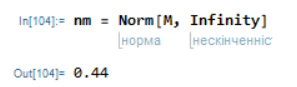 In[104]:= nm = Norm[M, Infinity]
норма нескінченніс
Out[104]= 0.44